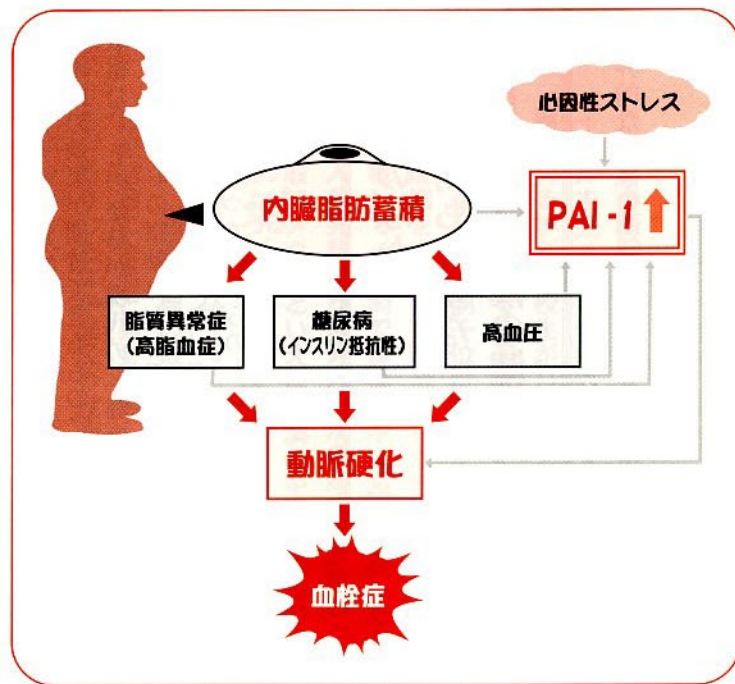 心因性ストレス
内臓脂肪蓄積
PAI-1
脂質異常症
(高脂血症)
糖尿病
(インスリン抵抗性)
高血圧
動脈硬化
血栓症